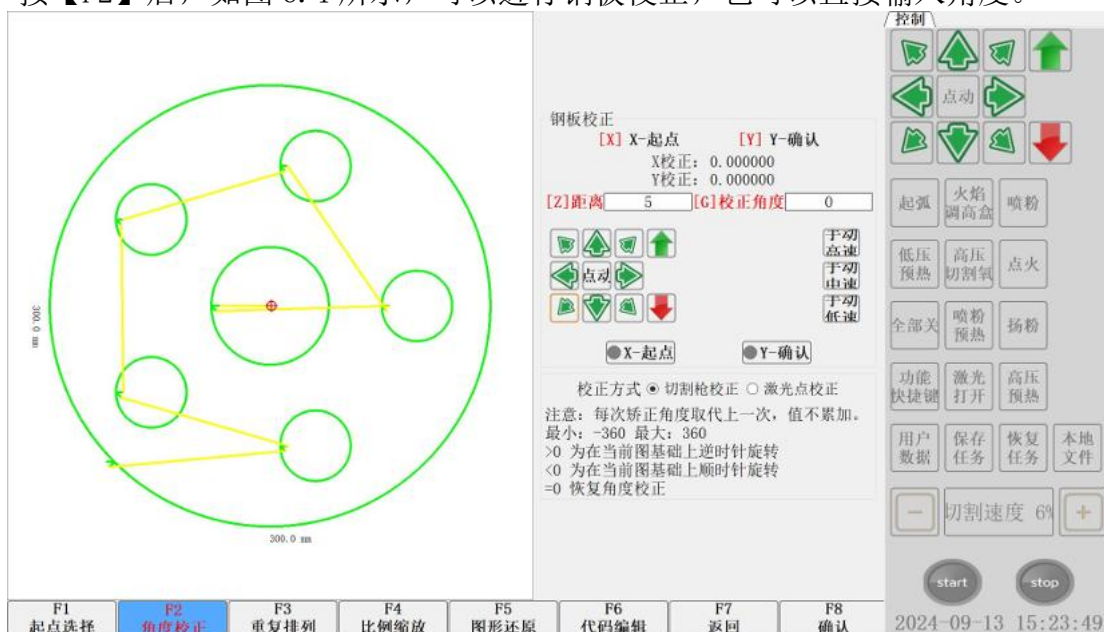 按【F2】后，如图 3.4 所示，可以进行钢板校正，也可以直接输入角度。
300.0 mm
300.0 mm
钢板校正
[X] X-起点 [Y] Y-确认
X校正: 0.000000
Y校正: 0.000000
[Z]距离 5 [G]校正角度 0
点动
手动高速
手动中速
手动低速
X-起点 Y-确认
校正方式 切割枪校正 激光点校正
注意: 每次矫正角度取代上一次, 值不累加。
最小: -360 最大: 360
>0 为在当前图基础上逆时针旋转
<0 为在当前图基础上顺时针旋转
=0 恢复角度校正
控制
点动
起弧 火焰调高盒 喷粉
低压预热 高压切割氧 点火
全部关 喷粉预热 扬粉
功能快捷键 激光打开 高压预热
用户数据 保存任务 恢复任务 本地文件
- 切割速度 6% +
start stop
2024-09-13 15:23:49
F1 F2 F3 F4 F5 F6 F7 F8
起点选择 角度校正 重复排列 比例缩放 图形还原 代码编辑 返回 确认